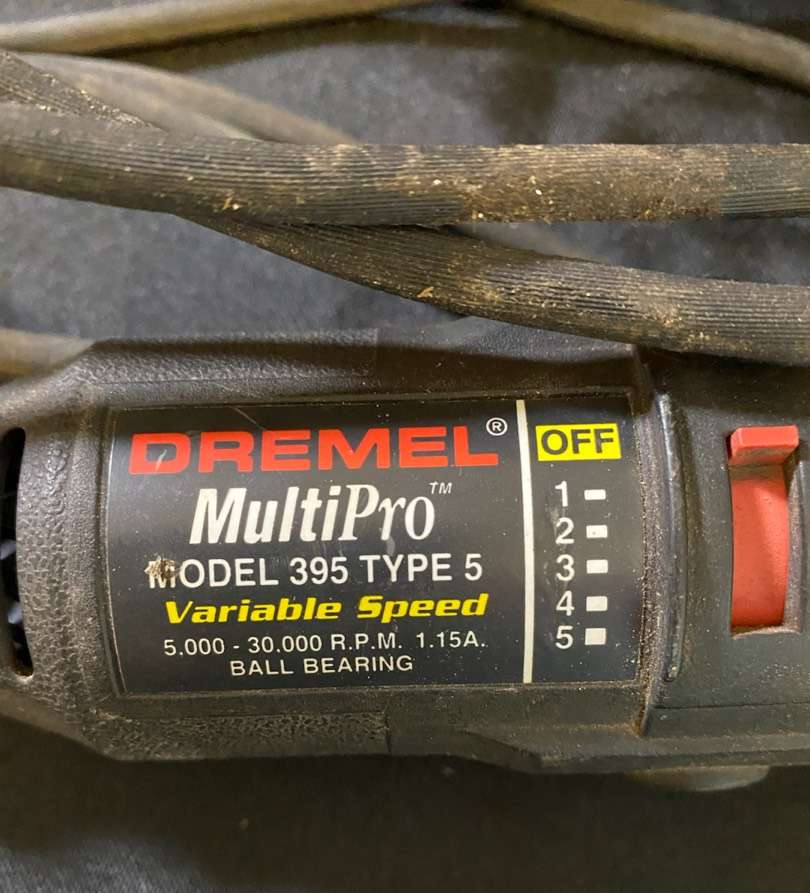 DREMEL®
MultiPro™
MODEL 395 TYPE 5
Variable Speed
5.000 - 30.000 R.P.M. 1.15A.
BALL BEARING
OFF
1
2
3
4
5